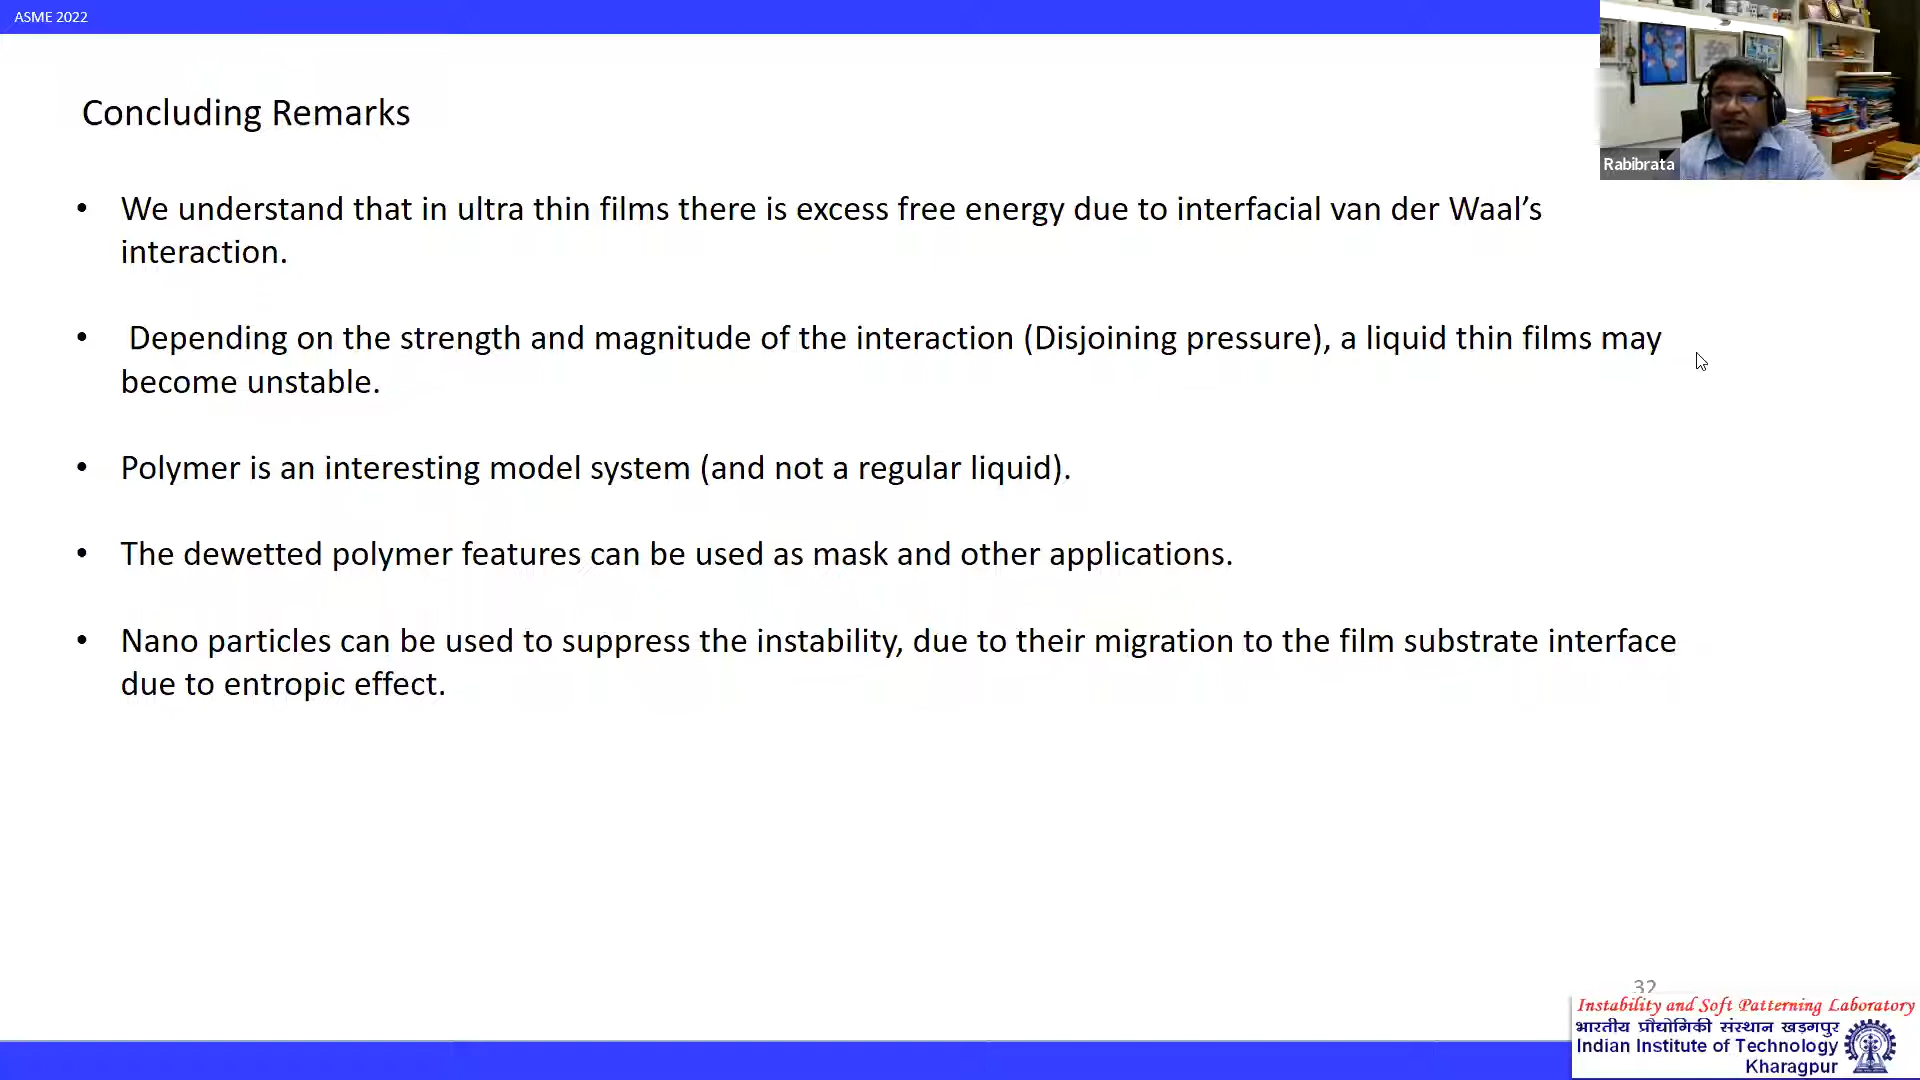 ASME 2022
Rabibrata
Concluding Remarks
• We understand that in ultra thin films there is excess free energy due to interfacial van der Waal’s
interaction.
• Depending on the strength and magnitude of the interaction (Disjoining pressure), a liquid thin films may
become unstable.
• Polymer is an interesting model system (and not a regular liquid).
• The dewetted polymer features can be used as mask and other applications.
• Nano particles can be used to suppress the instability, due to their migration to the film substrate interface
due to entropic effect.
32
Instability and Soft Patterning Laboratory
भारतीय प्रौद्योगिकी संस्थान खड़गपुर
Indian Institute of Technology
Kharagpur